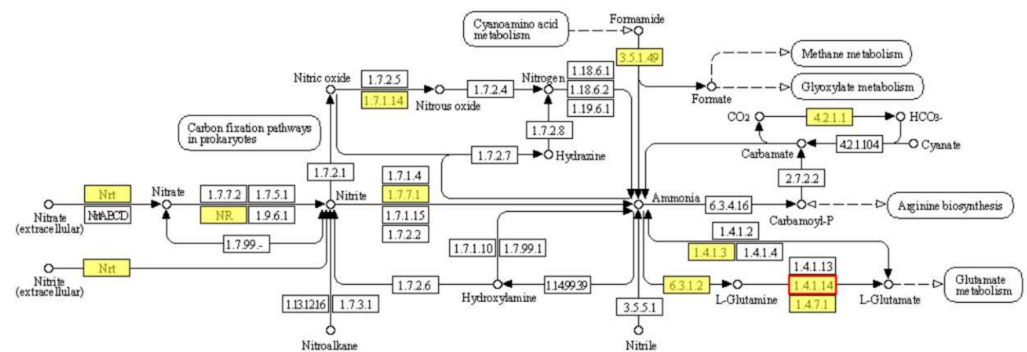 Cyanoamino acid
metabolism
Formamide
3.5.1.49
Methane metabolism
Glyoxylate metabolism
Formate
Nitric oxide
1.7.2.5
1.7.1.14
Nitrous oxide
1.7.2.4
Nitrogen
1.18.6.1
1.18.6.2
1.19.6.1
1.7.2.8
1.7.2.7
Hydrazine
CO2
4.2.1.1
HCO3-
Carbamate
4.2.1.104
Cyanate
Carbon fixation pathways
in prokaryotes
1.7.2.1
2.7.2.2
Nrt
NrtABCD
Nitrate
(extracellular)
Nitrate
1.7.7.2
1.7.5.1
NR
1.9.6.1
1.7.99.-
Nitrite
1.7.1.4
1.7.7.1
1.7.1.15
1.7.2.2
Ammonia
6.3.4.16
Carbamoyl-P
Arginine biosynthesis
1.4.1.2
1.4.1.3
1.4.1.4
1.7.1.10
1.7.99.1
Nrt
Nitrite
(extracellular)
1.7.2.6
Hydroxylamine
1.14.99.39
6.3.1.2
L-Glutamine
1.4.1.13
1.4.1.14
1.4.7.1
L-Glutamate
Glutamate
metabolism
1.13.12.16
1.7.3.1
3.5.5.1
Nitroalkane
Nitrile